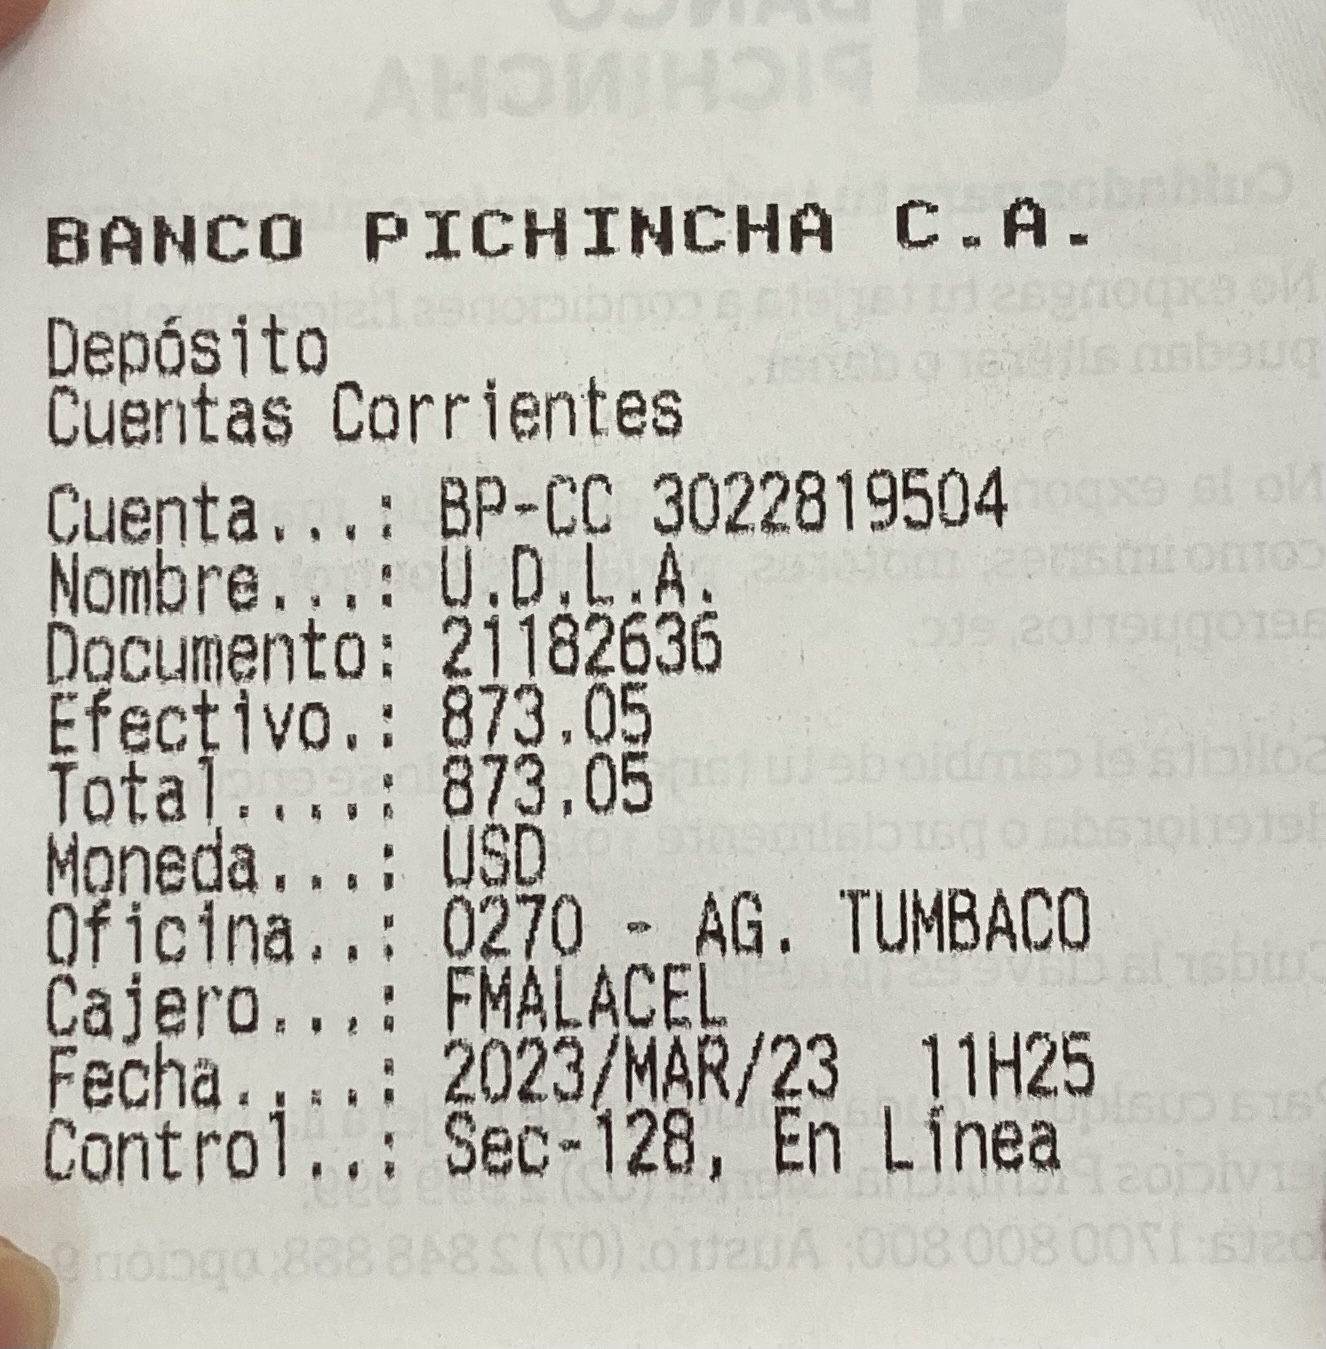 BANCO PICHINCHA C.A.
Depósito
Cuentas Corrientes
Cuenta...: BP-CC 3022819504
Nombre...: U.D.L.A.
Documento: 21182636
Efectivo.: 873.05
Total....: 873.05
Moneda...: USD
Oficina..: 0270 - AG. TUMBACO
Cajero...: FMALACEL
Fecha....: 2023/MAR/23 11H25
Control..: Sec-128, En Línea